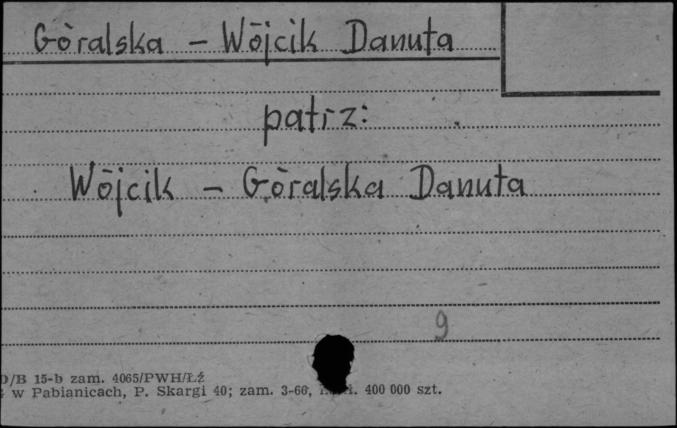 Góralska - Wójcik Danuta
patrz:
Wójcik - Góralska Danuta
9
D/B 15-b zam. 4065/PWH/Łż
w Pabianicach, P. Skargi 40; zam. 3-66, 400 000 szt.